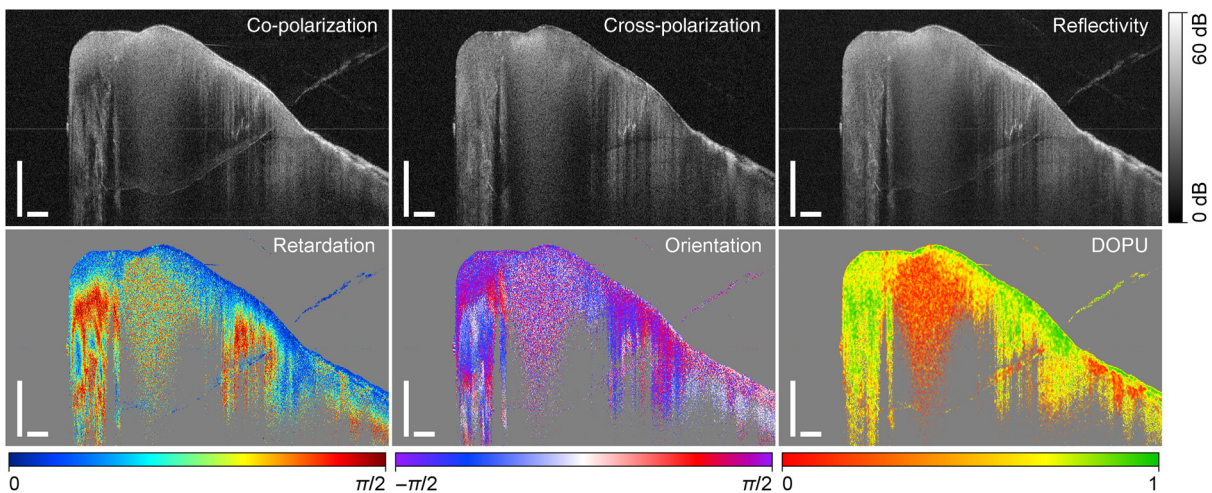 Co-polarization
Cross-polarization
Reflectivity
60 dB
0 dB
Retardation
Orientation
DOPU
0
π/2
−π/2
π/2
0
1